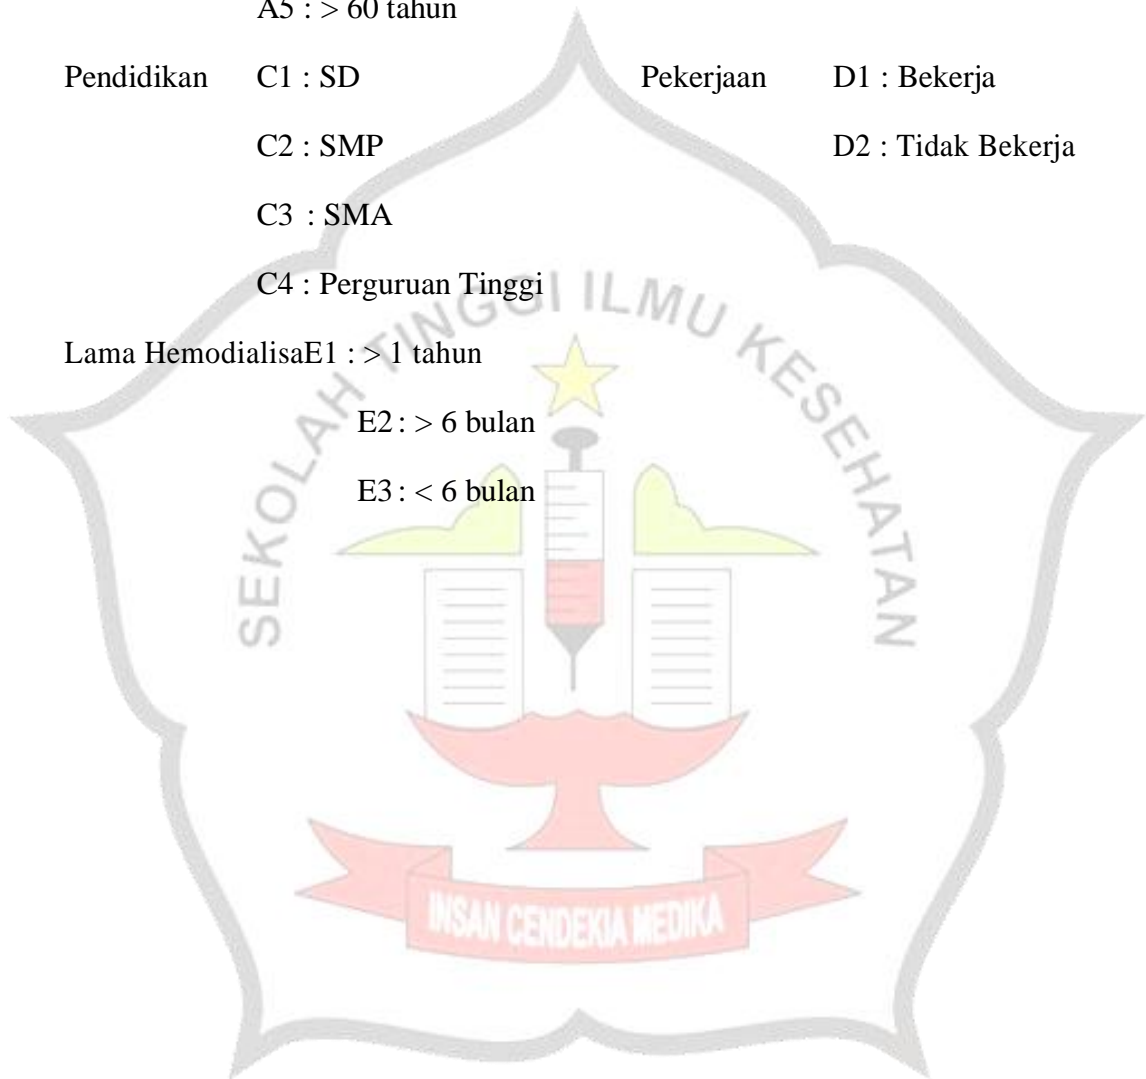 A5 : > 60 tahun
Pendidikan C1 : SD Pekerjaan D1 : Bekerja
C2 : SMP D2 : Tidak Bekerja
C3 : SMA
C4 : Perguruan Tinggi
Lama HemodialisaE1 : > 1 tahun
E2 : > 6 bulan
E3 : < 6 bulan
SEKOLAH TINGGI ILMU KESEHATAN
INSAN CENDEKIA MEDIKA